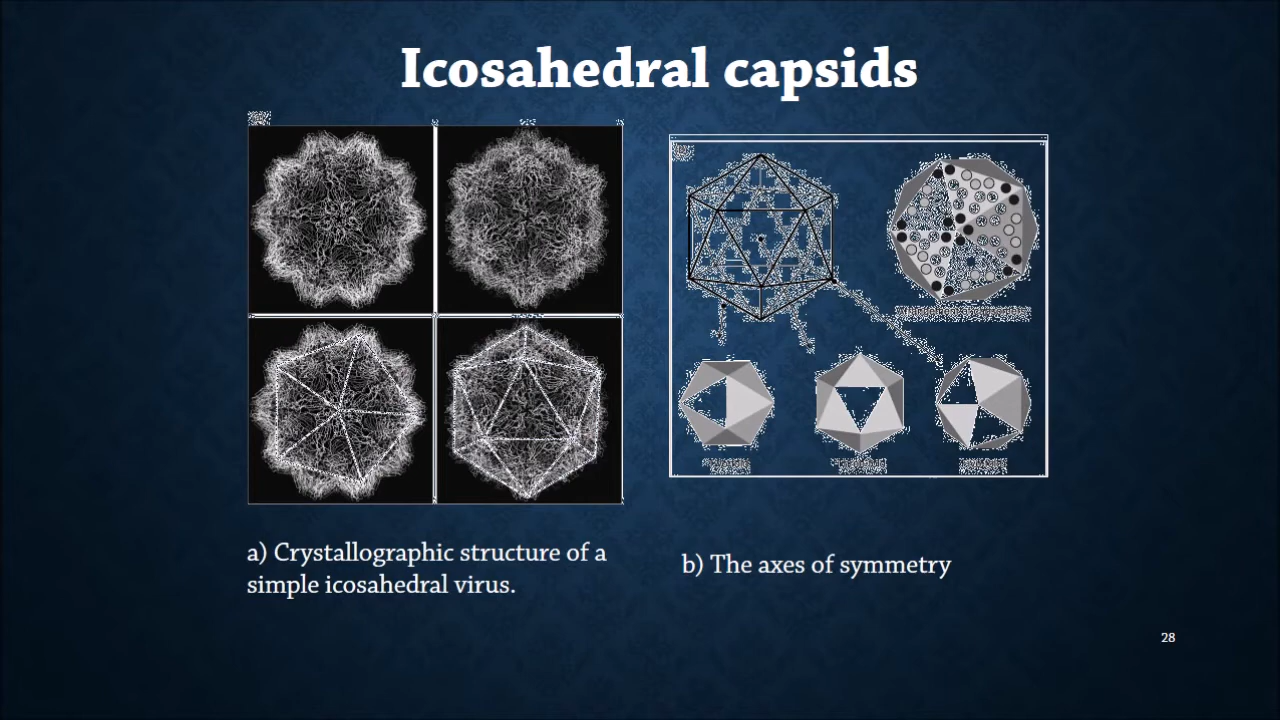 Icosahedral capsids
a) Crystallographic structure of a
simple icosahedral virus.
b) The axes of symmetry
28